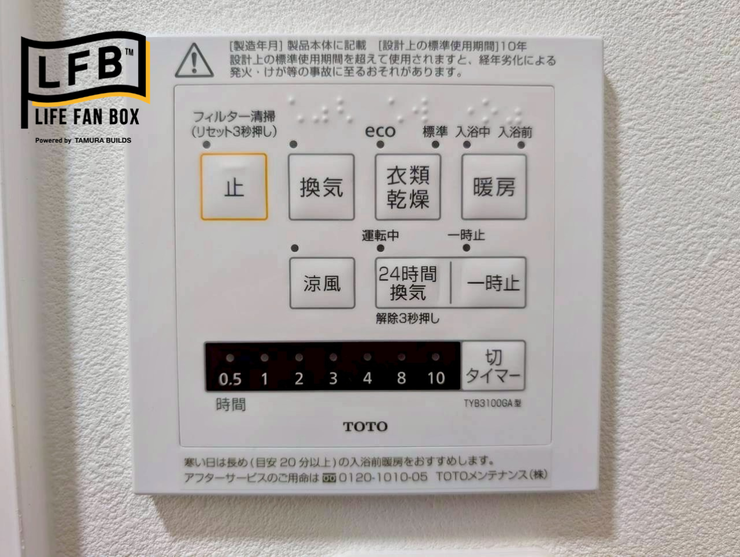 LFB™
LIFE FAN BOX
Powered by TAMURA BUILDS
[製造年月] 製品本体に記載 [設計上の標準使用期間]10年
設計上の標準使用期間を超えて使用されますと、経年劣化による
発火・けが等の事故に至るおそれがあります。
フィルター清掃
(リセット3秒押し)
eco 標準 入浴中 入浴前
止 換気 衣類 暖房
乾燥
運転中 一時止
涼風 24時間 一時止
換気
解除3秒押し
0.5 1 2 3 4 8 10 切
タイマー
時間
TYB3100GA型
TOTO
寒い日は長め(目安20分以上)の入浴前暖房をおすすめします。
アフターサービスのご用命は 0120-1010-05 TOTOメンテナンス(株)